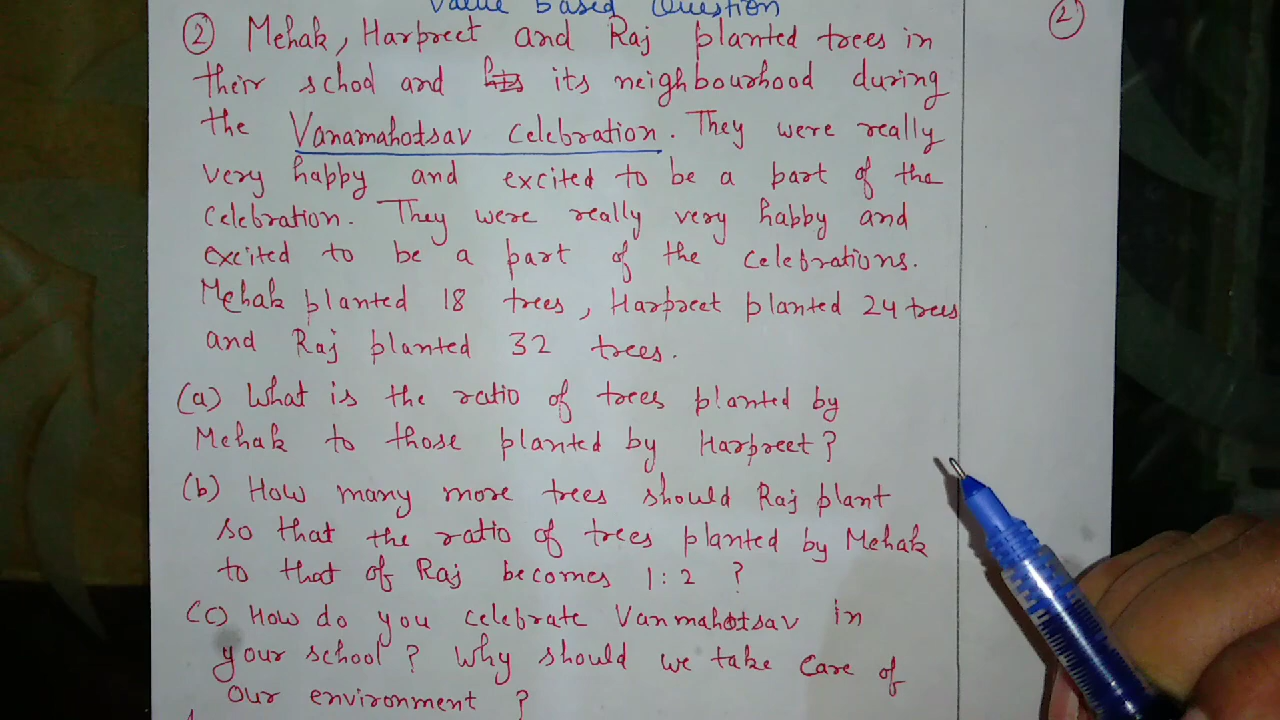 Value Based Question
② Mehak, Harpreet and Raj planted trees in ②
their school and its neighbourhood during
the Vanamahotsav celebration. They were really
very happy and excited to be a part of the
celebration. They were really very happy and
excited to be a part of the celebrations.
Mehak planted 18 trees, Harpreet planted 24 trees
and Raj planted 32 trees.
(a) What is the ratio of trees planted by
Mehak to those planted by Harpreet?
(b) How many more trees should Raj plant
so that the ratio of trees planted by Mehak
to that of Raj becomes 1:2 ?
(c) How do you celebrate Vanmahotsav in
your school? Why should we take care of
our environment ?